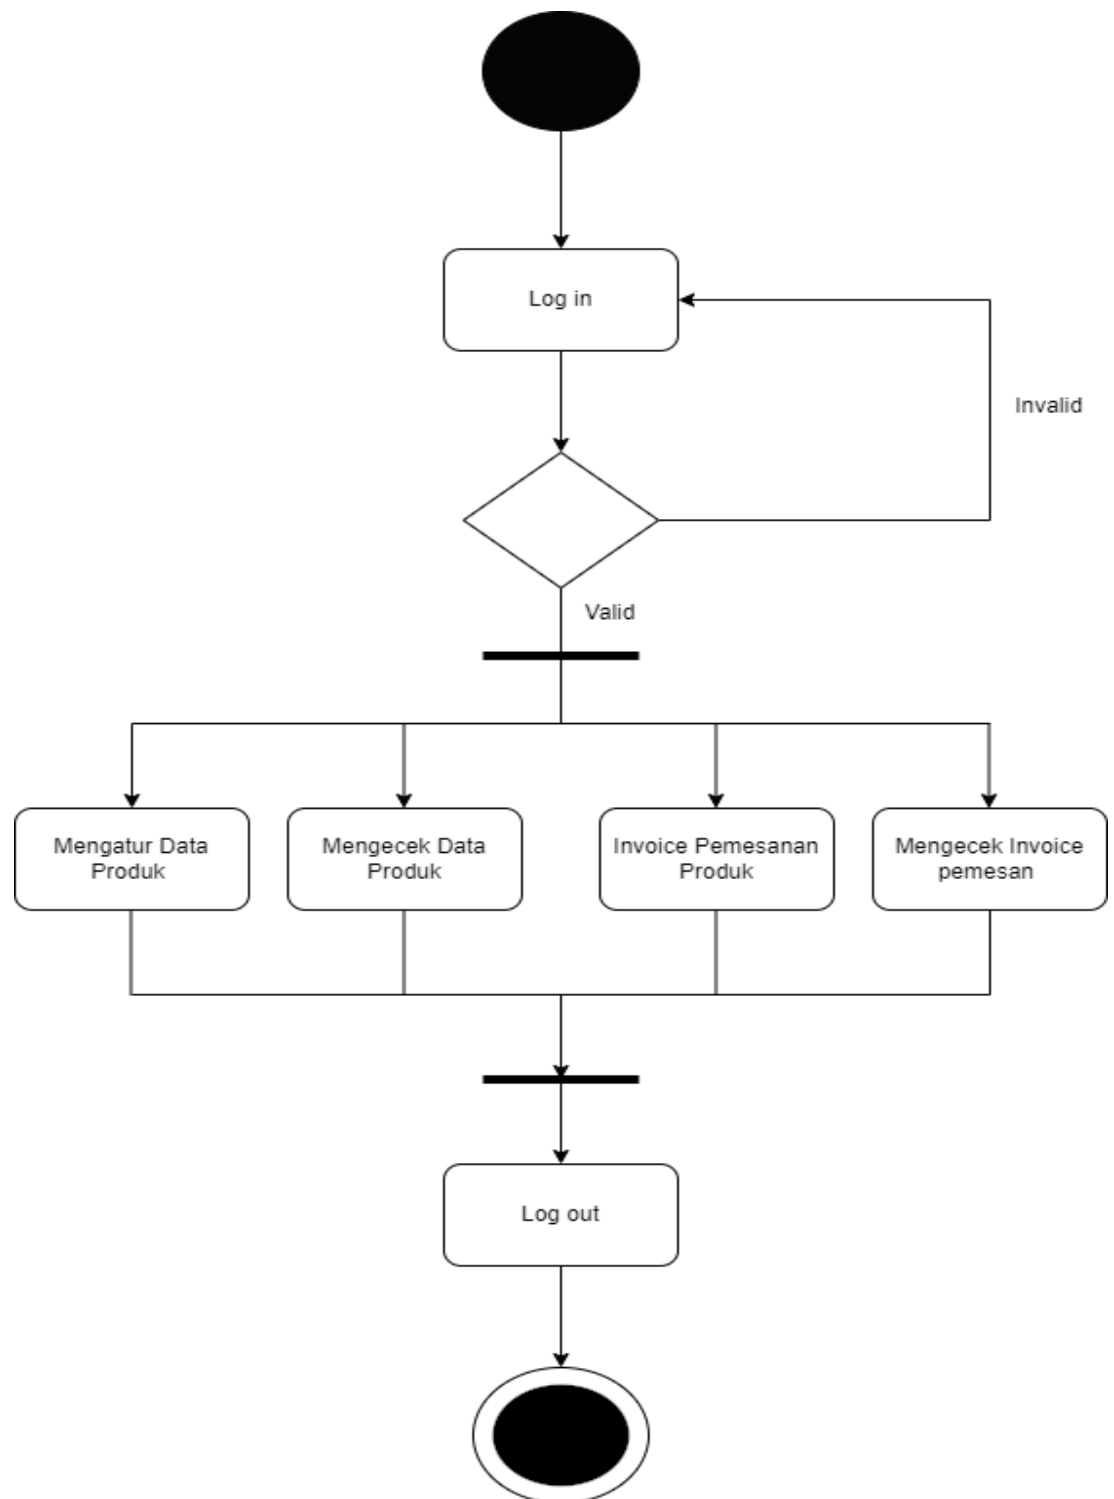 Log in
Invalid
Valid
Mengatur Data
Produk
Mengecek Data
Produk
Invoice Pemesanan
Produk
Mengecek Invoice
pemesan
Log out